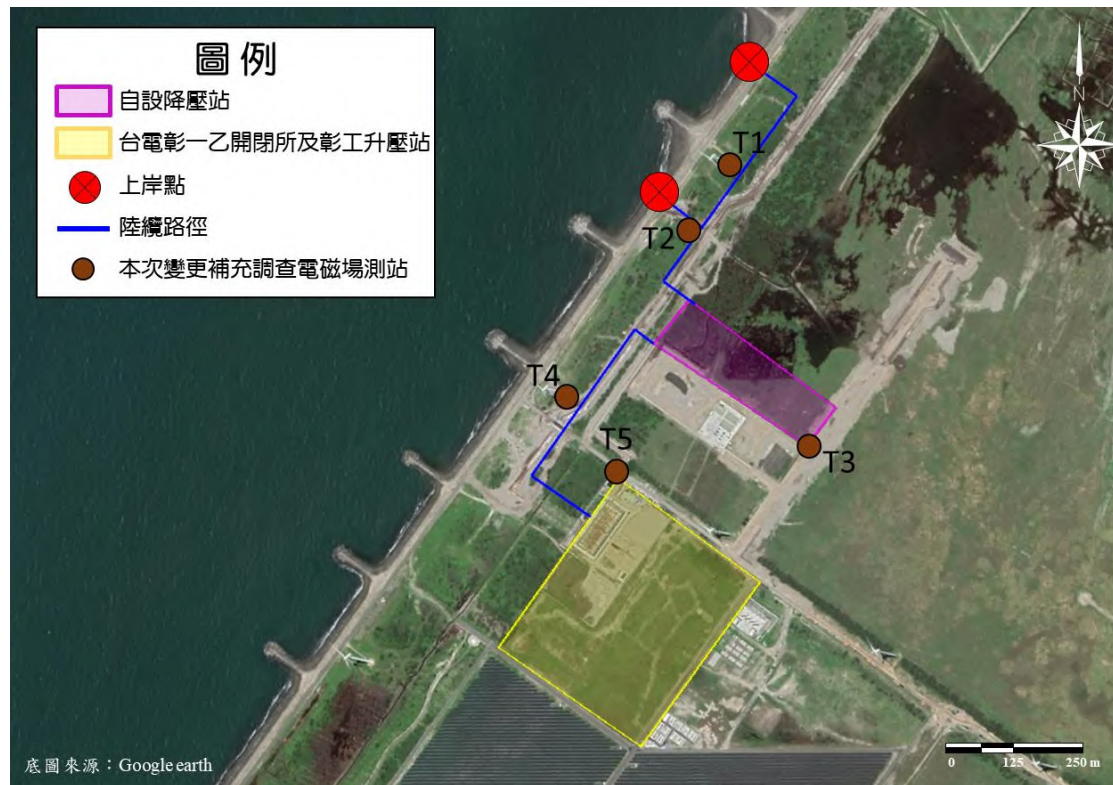 圖例
自設降壓站
台電彰一乙開閉所及彰工升壓站
上岸點
陸纜路徑
本次變更補充調查電磁場測站
N
T1
T2
T4
T3
T5
底圖來源：Google earth
0 125 250 m